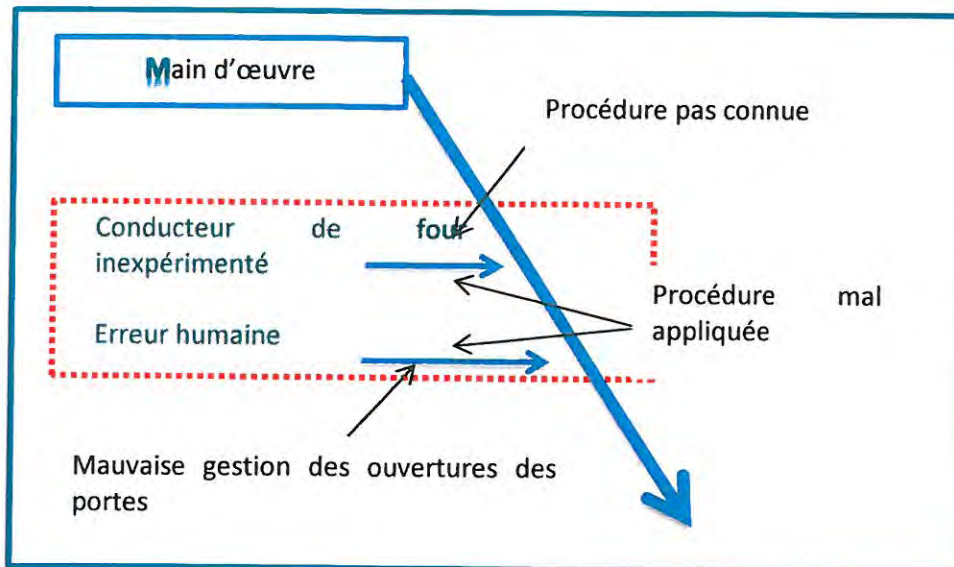 Main d'œuvre
Procédure pas connue
Conducteur de four
inexpérimenté
Procédure mal
appliquée
Erreur humaine
Mauvaise gestion des ouvertures des
portes